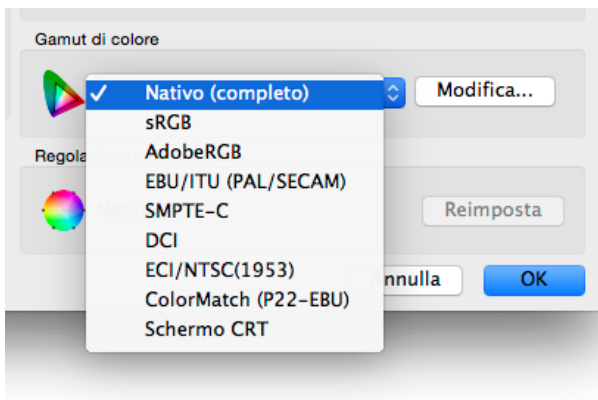 Gamut di colore
✓ Nativo (completo)
Modifica...
sRGB
AdobeRGB
EBU/ITU (PAL/SECAM)
SMPTE-C
Reimposta
DCI
ECI/NTSC(1953)
OK
ColorMatch (P22-EBU)
Schermo CRT